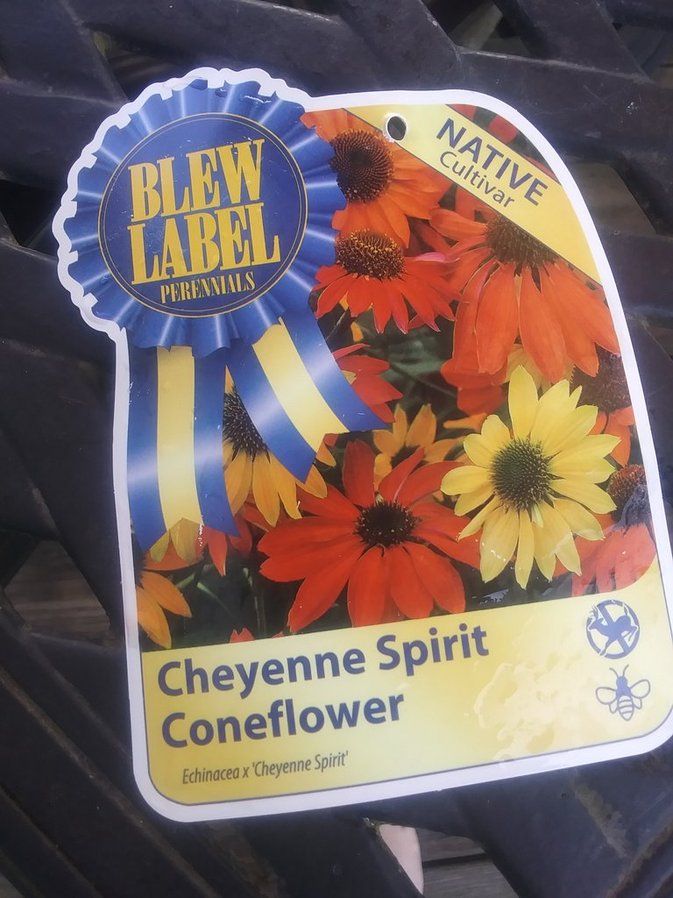 BLEW
LABEL
PERENNIALS
NATIVE
Cultivar
Cheyenne Spirit
Coneflower
Echinacea x 'Cheyenne Spirit'